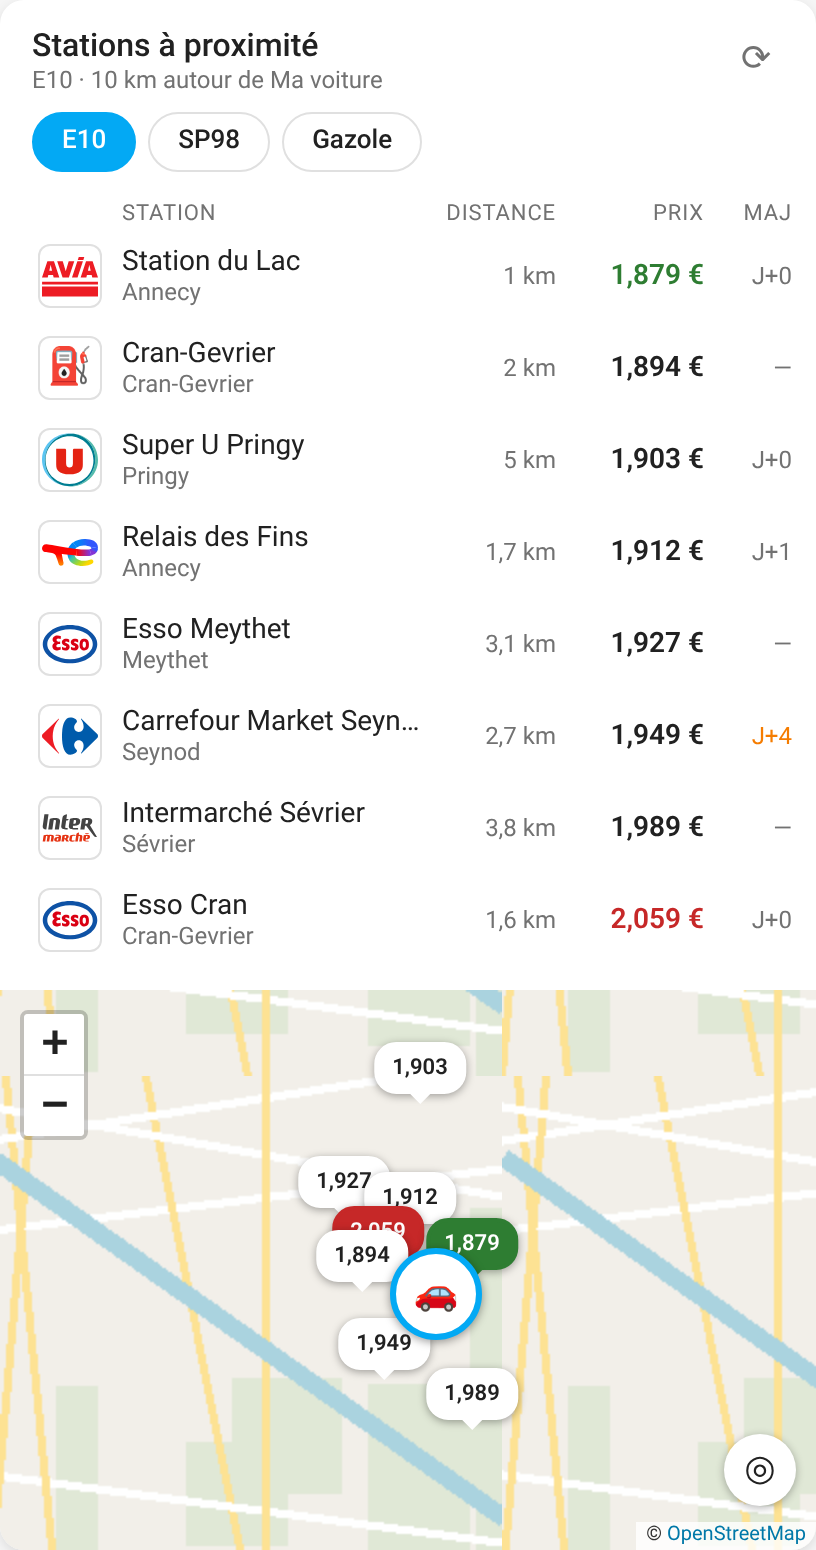 Stations à proximité
E10 · 10 km autour de Ma voiture
E10 SP98 Gazole
STATION DISTANCE PRIX MAJ
AVIA Station du Lac 1 km 1,879 € J+0
Annecy
Cran-Gevrier 2 km 1,894 € —
Cran-Gevrier
U Super U Pringy 5 km 1,903 € J+0
Pringy
Relais des Fins 1,7 km 1,912 € J+1
Annecy
Esso Esso Meythet 3,1 km 1,927 € —
Meythet
Carrefour Market Seyn… 2,7 km 1,949 € J+4
Seynod
Inter marché Intermarché Sévrier 3,8 km 1,989 € —
Sévrier
Esso Esso Cran 1,6 km 2,059 € J+0
Cran-Gevrier
+
−
1,903
1,927
1,912
2,059
1,879
1,894
1,949
1,989
© OpenStreetMap